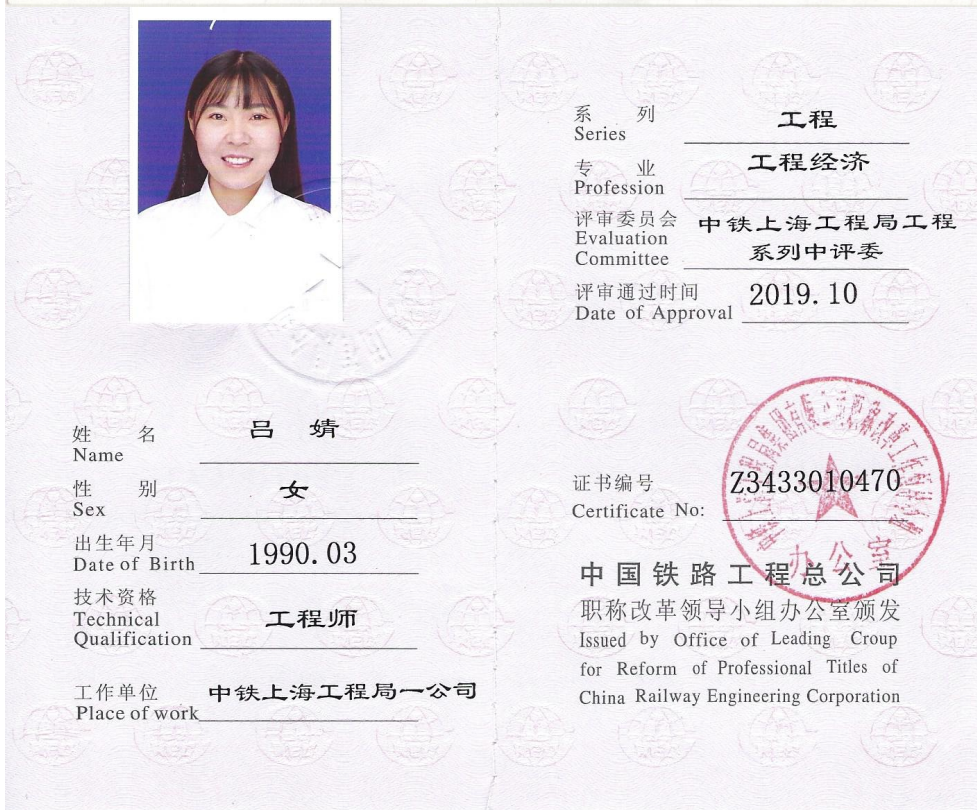 姓 名 吕 婧
Name
性 别 女
Sex
出生年月 1990.03
Date of Birth
技术资格
Technical 工程师
Qualification
工作单位 中铁上海工程局一公司
Place of work
系 列 工程
Series
专 业 工程经济
Profession
评审委员会 中铁上海工程局工程
Evaluation 系列中评委
Committee
评审通过时间 2019.10
Date of Approval
证书编号 Z3433010470
Certificate No:
办公室
中国铁路工程总公司
职称改革领导小组办公室颁发
Issued by Office of Leading Croup
for Reform of Professional Titles of
China Railway Engineering Corporation